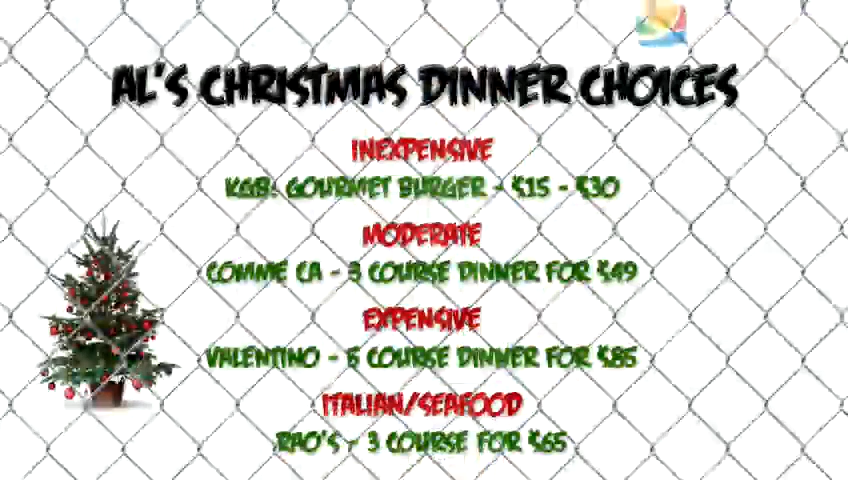 AL'S CHRISTMAS DINNER CHOICES
INEXPENSIVE
KGB: GOURMET BURGER - $15 - $30
MODERATE
COMME CA - 3 COURSE DINNER FOR $49
EXPENSIVE
VALENTINO - 5 COURSE DINNER FOR $85
ITALIAN/SEAFOOD
RAO'S - 3 COURSE FOR $65